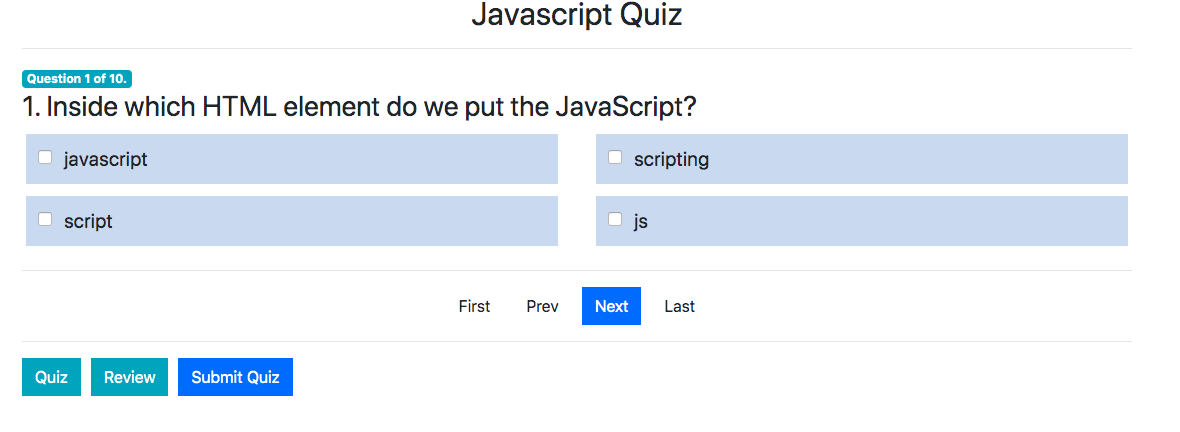 Javascript Quiz
Question 1 of 10.
1. Inside which HTML element do we put the JavaScript?
javascript
scripting
script
js
First Prev Next Last
Quiz Review Submit Quiz